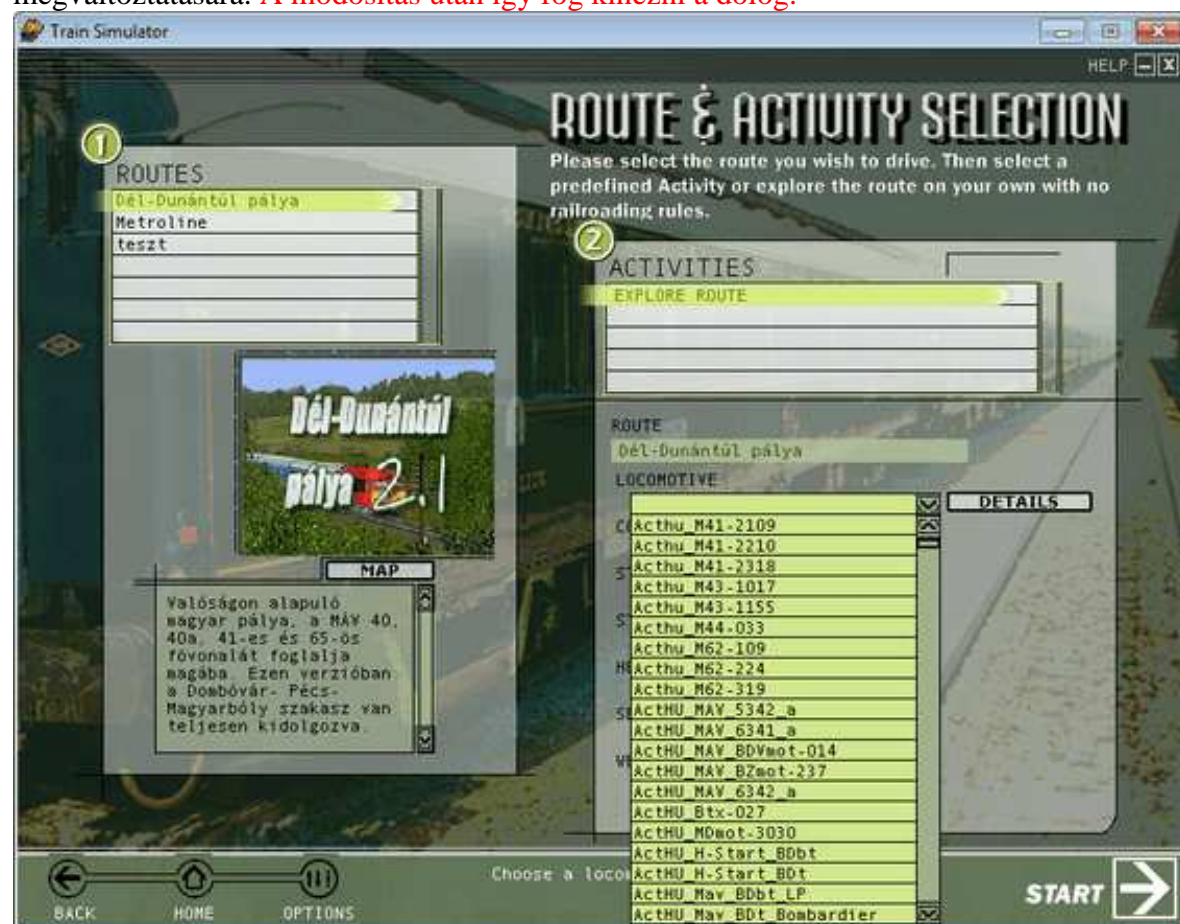 megváltoztatására. A módosítás után így fog kinézni a dolog:
Train Simulator
HELP
ROUTE & ACTIVITY SELECTION
Please select the route you wish to drive. Then select a
predefined Activity or explore the route on your own with no
railroading rules.
1
ROUTES
Dél-Dunántúl pálya
Metroline
teszt
Dél-Dunántúl
pálya 2.1
MAP
Valóságon alapuló
magyar pálya, a MÁV 40,
40a, 41-es és 65-ös
fővonalát foglalja
magába. Ezen verzióban
a Dombóvár- Pécs-
Magyarbóly szakasz van
teljesen kidolgozva.
2
ACTIVITIES
EXPLORE ROUTE
ROUTE
Dél-Dunántúl pálya
LOCOMOTIVE
DETAILS
Acthu_M41-2109
Acthu_M41-2210
Acthu_M41-2318
Acthu_M43-1017
Acthu_M43-1155
Acthu_M44-033
Acthu_M62-109
Acthu_M62-224
Acthu_M62-319
ActHU_MAV_5342_a
ActHU_MAV_6341_a
ActHU_MAV_BDVmot-014
ActHU_MAV_BZmot-237
ActHU_MAV_6342_a
ActHU_Btx-027
ActHU_MDmot-3030
ActHU_H-Start_BDbt
ActHU_H-Start_BDt
ActHU_Mav_BDbt_LP
ActHU_Mav_BDt_Bombardier
Choose a loco
BACK
HOME
OPTIONS
START